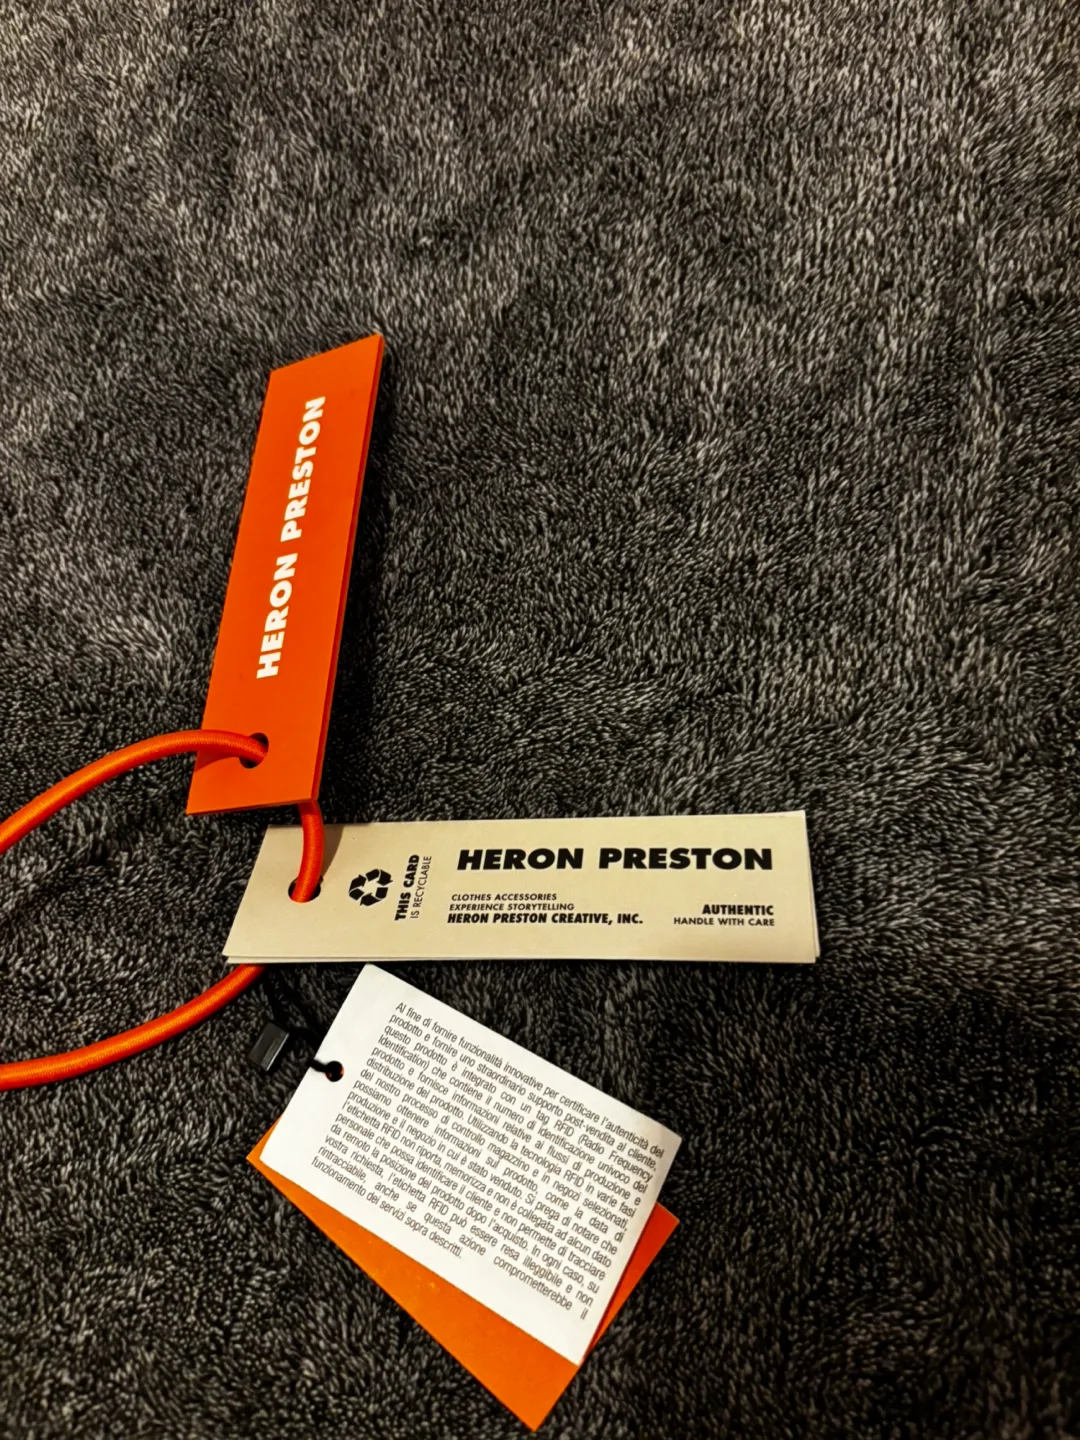 HERON PRESTON
THIS CARD
IS RECYCLABLE
HERON PRESTON
CLOTHES ACCESSORIES
EXPERIENCE STORYTELLING
HERON PRESTON CREATIVE, INC.
AUTHENTIC
HANDLE WITH CARE
Al fine di fornire funzionalità innovative per certificare l'autenticità del
prodotto e fornire uno straordinario supporto post-vendita al cliente,
questo prodotto è integrato con un tag RFID (Radio Frequency
Identification) che contiene il numero di identificazione univoco del
prodotto e fornisce informazioni relative ai flussi di produzione e
distribuzione del prodotto. Utilizzando la tecnologia RFID in varie fasi
del nostro processo di controllo magazzino e in negozi selezionati,
possiamo ottenere informazioni sul prodotto, come la data di
produzione e il negozio in cui è stato venduto. Si prega di notare che
l'etichetta RFID non riporta, memorizza e non è collegata ad alcun dato
personale che possa identificare il cliente e non permette di tracciare
da remoto la posizione del prodotto dopo l'acquisto. In ogni caso, su
vostra richiesta, l'etichetta RFID può essere resa illeggibile e non
rintracciabile, anche se questa azione comprometterebbe il
funzionamento dei servizi sopra descritti.